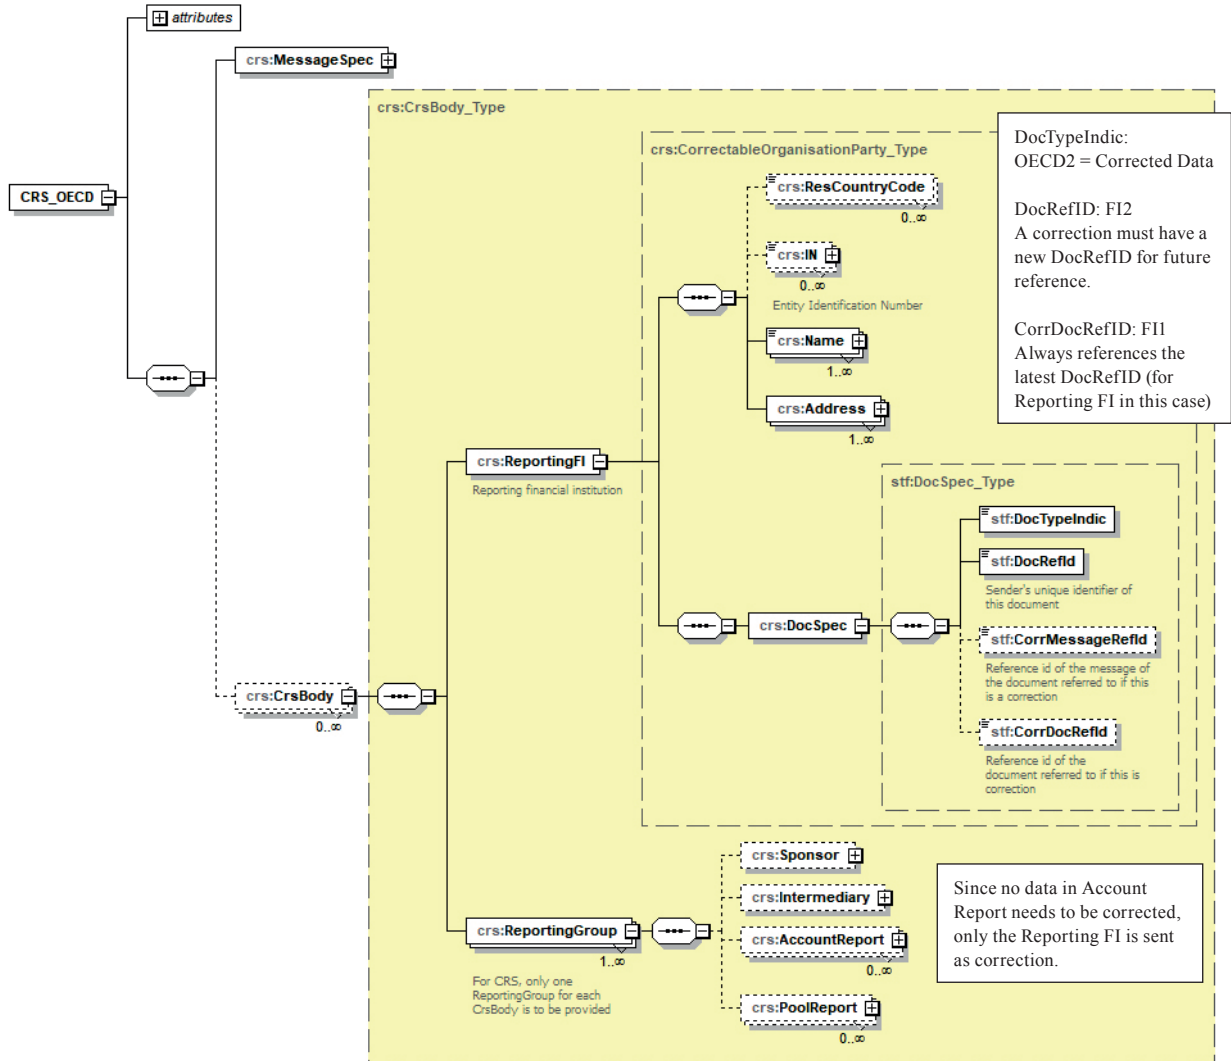 attributes
crs:MessageSpec
crs:CrsBody_Type
DocTypeIndic:
OECD2 = Corrected Data
DocRefID: FI2
A correction must have a
new DocRefID for future
reference.
CorrDocRefID: FI1
Always references the
latest DocRefID (for
Reporting FI in this case)
crs:CorrectableOrganisationParty_Type
crs:ResCountryCode
0..∞
CRS_OECD
crs:IN
0..∞
Entity Identification Number
crs:Name
1..∞
crs:Address
1..∞
crs:ReportingFI
Reporting financial institution
stf:DocSpec_Type
stf:DocTypeIndic
stf:DocRefId
Sender's unique identifier of
this document
crs:DocSpec
stf:CorrMessageRefId
Reference id of the message of
the document referred to if this
is a correction
crs:CrsBody
0..∞
stf:CorrDocRefId
Reference id of the
document referred to if this is
correction
crs:Sponsor
crs:Intermediary
crs:ReportingGroup
1..∞
For CRS, only one
ReportingGroup for each
CrsBody is to be provided
crs:AccountReport
0..∞
crs:PoolReport
0..∞
Since no data in Account
Report needs to be corrected,
only the Reporting FI is sent
as correction.